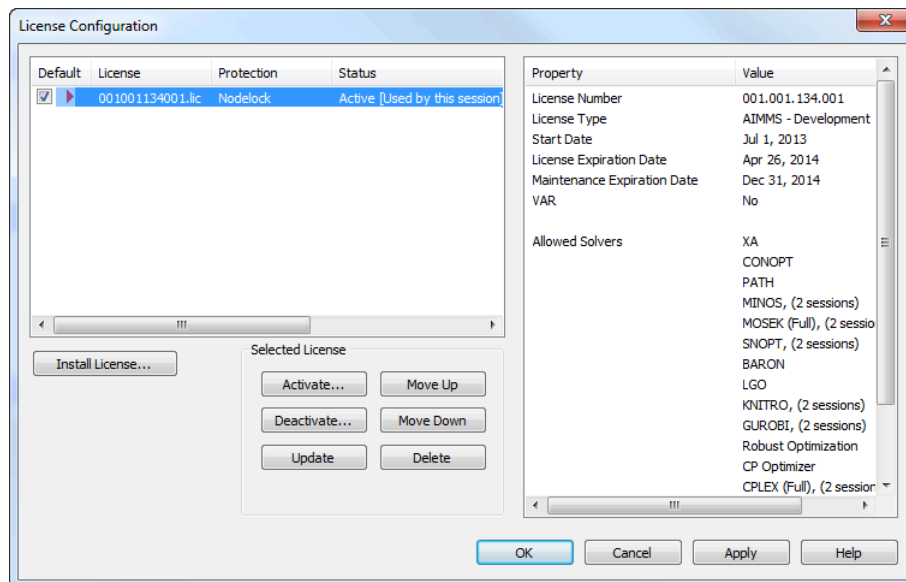 License Configuration
Default License Protection Status
001001134001.lic Nodelock Active [Used by this session]
Install License...
Selected License
Activate... Move Up
Deactivate... Move Down
Update Delete
Property Value
License Number 001.001.134.001
License Type AIMMS - Development
Start Date Jul 1, 2013
License Expiration Date Apr 26, 2014
Maintenance Expiration Date Dec 31, 2014
VAR No
Allowed Solvers XA
CONOPT
PATH
MINOS, (2 sessions)
MOSEK (Full), (2 sessio
SNOPT, (2 sessions)
BARON
LGO
KNITRO, (2 sessions)
GUROBI, (2 sessions)
Robust Optimization
CP Optimizer
CPLEX (Full), (2 session
OK Cancel Apply Help